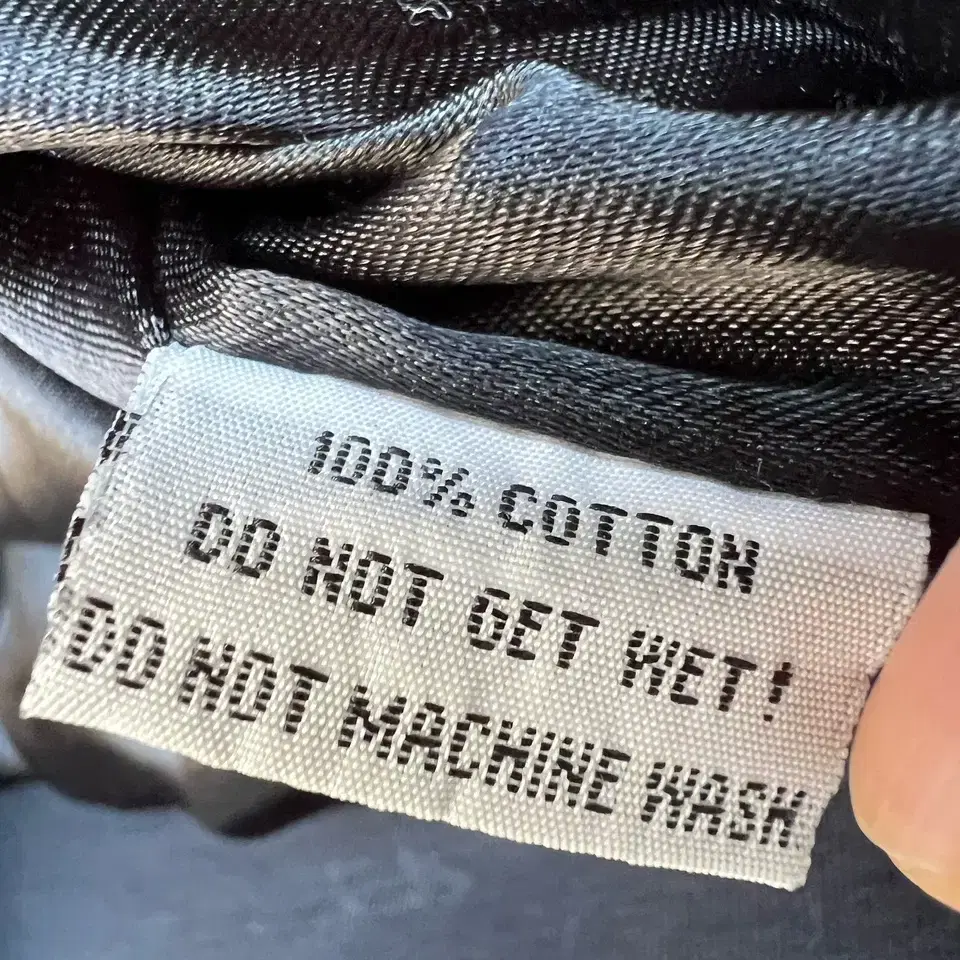 100% COTTON
DO NOT GET WET!
DO NOT MACHINE WASH